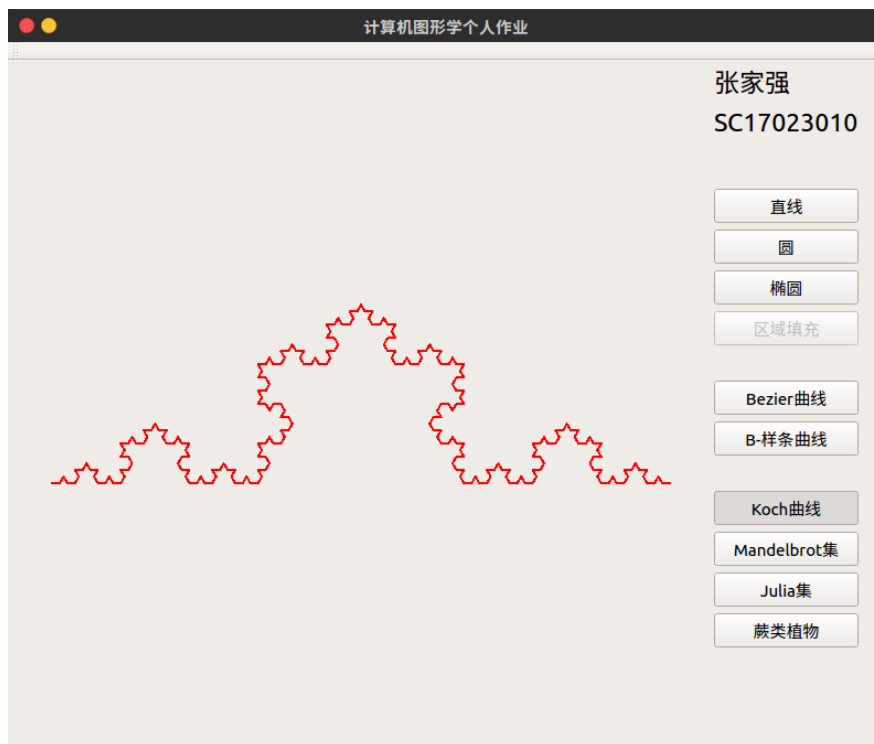 计算机图形学个人作业
张家强
SC17023010
直线
圆
椭圆
区域填充
Bezier曲线
B-样条曲线
Koch曲线
Mandelbrot集
Julia集
蕨类植物